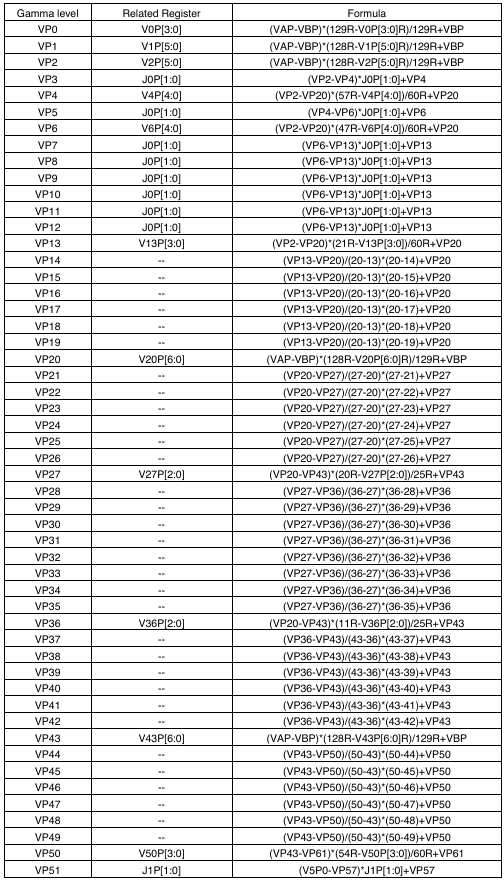 Gamma level Related Register Formula
VP0 V0P[3:0] (VAP-VBP)*(129R-V0P[3:0]R)/129R+VBP
VP1 V1P[5:0] (VAP-VBP)*(128R-V1P[5:0]R)/129R+VBP
VP2 V2P[5:0] (VAP-VBP)*(128R-V2P[5:0]R)/129R+VBP
VP3 J0P[1:0] (VP2-VP4)*J0P[1:0]+VP4
VP4 V4P[4:0] (VP2-VP20)*(57R-V4P[4:0])/60R+VP20
VP5 J0P[1:0] (VP4-VP6)*J0P[1:0]+VP6
VP6 V6P[4:0] (VP2-VP20)*(47R-V6P[4:0])/60R+VP20
VP7 J0P[1:0] (VP6-VP13)*J0P[1:0]+VP13
VP8 J0P[1:0] (VP6-VP13)*J0P[1:0]+VP13
VP9 J0P[1:0] (VP6-VP13)*J0P[1:0]+VP13
VP10 J0P[1:0] (VP6-VP13)*J0P[1:0]+VP13
VP11 J0P[1:0] (VP6-VP13)*J0P[1:0]+VP13
VP12 J0P[1:0] (VP6-VP13)*J0P[1:0]+VP13
VP13 V13P[3:0] (VP2-VP20)*(21R-V13P[3:0])/60R+VP20
VP14 -- (VP13-VP20)/(20-13)*(20-14)+VP20
VP15 -- (VP13-VP20)/(20-13)*(20-15)+VP20
VP16 -- (VP13-VP20)/(20-13)*(20-16)+VP20
VP17 -- (VP13-VP20)/(20-13)*(20-17)+VP20
VP18 -- (VP13-VP20)/(20-13)*(20-18)+VP20
VP19 -- (VP13-VP20)/(20-13)*(20-19)+VP20
VP20 V20P[6:0] (VAP-VBP)*(128R-V20P[6:0]R)/129R+VBP
VP21 -- (VP20-VP27)/(27-20)*(27-21)+VP27
VP22 -- (VP20-VP27)/(27-20)*(27-22)+VP27
VP23 -- (VP20-VP27)/(27-20)*(27-23)+VP27
VP24 -- (VP20-VP27)/(27-20)*(27-24)+VP27
VP25 -- (VP20-VP27)/(27-20)*(27-25)+VP27
VP26 -- (VP20-VP27)/(27-20)*(27-26)+VP27
VP27 V27P[2:0] (VP20-VP43)*(20R-V27P[2:0])/25R+VP43
VP28 -- (VP27-VP36)/(36-27)*(36-28)+VP36
VP29 -- (VP27-VP36)/(36-27)*(36-29)+VP36
VP30 -- (VP27-VP36)/(36-27)*(36-30)+VP36
VP31 -- (VP27-VP36)/(36-27)*(36-31)+VP36
VP32 -- (VP27-VP36)/(36-27)*(36-32)+VP36
VP33 -- (VP27-VP36)/(36-27)*(36-33)+VP36
VP34 -- (VP27-VP36)/(36-27)*(36-34)+VP36
VP35 -- (VP27-VP36)/(36-27)*(36-35)+VP36
VP36 V36P[2:0] (VP20-VP43)*(11R-V36P[2:0])/25R+VP43
VP37 -- (VP36-VP43)/(43-36)*(43-37)+VP43
VP38 -- (VP36-VP43)/(43-36)*(43-38)+VP43
VP39 -- (VP36-VP43)/(43-36)*(43-39)+VP43
VP40 -- (VP36-VP43)/(43-36)*(43-40)+VP43
VP41 -- (VP36-VP43)/(43-36)*(43-41)+VP43
VP42 -- (VP36-VP43)/(43-36)*(43-42)+VP43
VP43 V43P[6:0] (VAP-VBP)*(128R-V43P[6:0]R)/129R+VBP
VP44 -- (VP43-VP50)/(50-43)*(50-44)+VP50
VP45 -- (VP43-VP50)/(50-43)*(50-45)+VP50
VP46 -- (VP43-VP50)/(50-43)*(50-46)+VP50
VP47 -- (VP43-VP50)/(50-43)*(50-47)+VP50
VP48 -- (VP43-VP50)/(50-43)*(50-48)+VP50
VP49 -- (VP43-VP50)/(50-43)*(50-49)+VP50
VP50 V50P[3:0] (VP43-VP61)*(54R-V50P[3:0])/60R+VP61
VP51 J1P[1:0] (V5P0-VP57)*J1P[1:0]+VP57